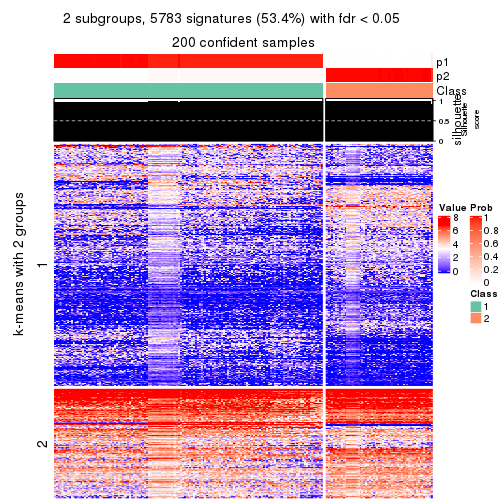 2 subgroups, 5783 signatures (53.4%) with fdr < 0.05
200 confident samples
p1
p2
Class
silhouette
Silhouette
score
1
0.5
0
k-means with 2 groups
1
2
Value
8
6
4
2
0
Prob
1
0.8
0.6
0.4
0.2
0
Class
1
2